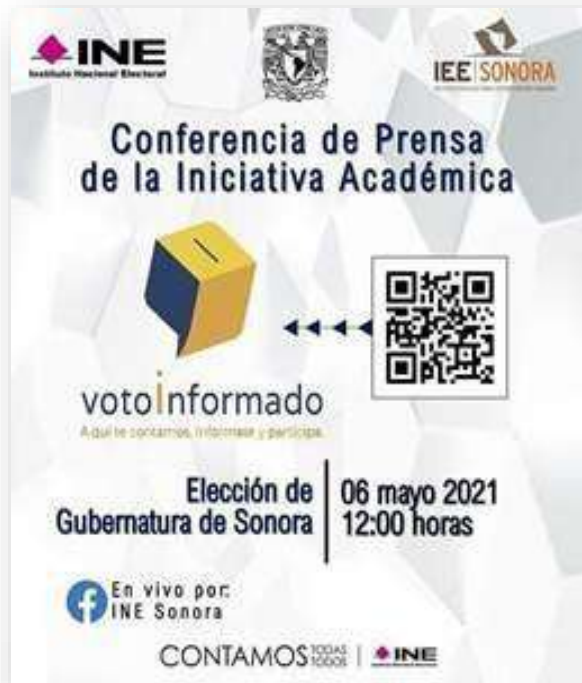 INE
Instituto Nacional Electoral
IEE SONORA
Conferencia de Prensa
de la Iniciativa Académica
votoinformado
Aquí te contamos, infórmate y participa.
Elección de
Gubernatura de Sonora
06 mayo 2021
12:00 horas
En vivo por:
INE Sonora
CONTAMOS TODAS TODOS | INE